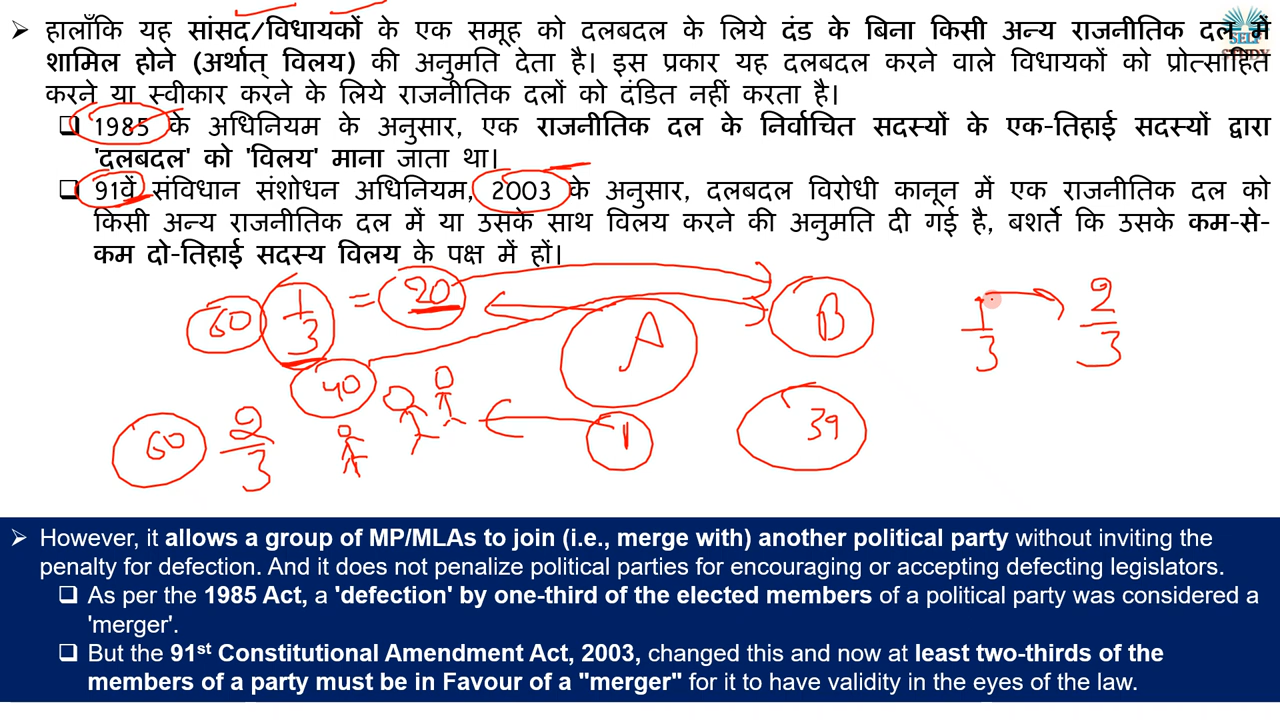 ➢ हालाँकि यह सांसद/विधायकों के एक समूह को दलबदल के लिये दंड के बिना किसी अन्य राजनीतिक दल में
शामिल होने (अर्थात् विलय) की अनुमति देता है। इस प्रकार यह दलबदल करने वाले विधायकों को प्रोत्साहित
करने या स्वीकार करने के लिये राजनीतिक दलों को दंडित नहीं करता है।
❑ 1985 के अधिनियम के अनुसार, एक राजनीतिक दल के निर्वाचित सदस्यों के एक-तिहाई सदस्यों द्वारा
'दलबदल' को 'विलय' माना जाता था।
❑ 91वें संविधान संशोधन अधिनियम, 2003 के अनुसार, दलबदल विरोधी कानून में एक राजनीतिक दल को
किसी अन्य राजनीतिक दल में या उसके साथ विलय करने की अनुमति दी गई है, बशर्ते कि उसके कम-से-
कम दो-तिहाई सदस्य विलय के पक्ष में हों।
SELF STUDY
60 1/3 = 20 A B 1/3 2/3
40
60 2/3 1 39
➢ However, it allows a group of MP/MLAs to join (i.e., merge with) another political party without inviting the
penalty for defection. And it does not penalize political parties for encouraging or accepting defecting legislators.
❑ As per the 1985 Act, a 'defection' by one-third of the elected members of a political party was considered a
'merger'.
❑ But the 91st Constitutional Amendment Act, 2003, changed this and now at least two-thirds of the
members of a party must be in Favour of a "merger" for it to have validity in the eyes of the law.